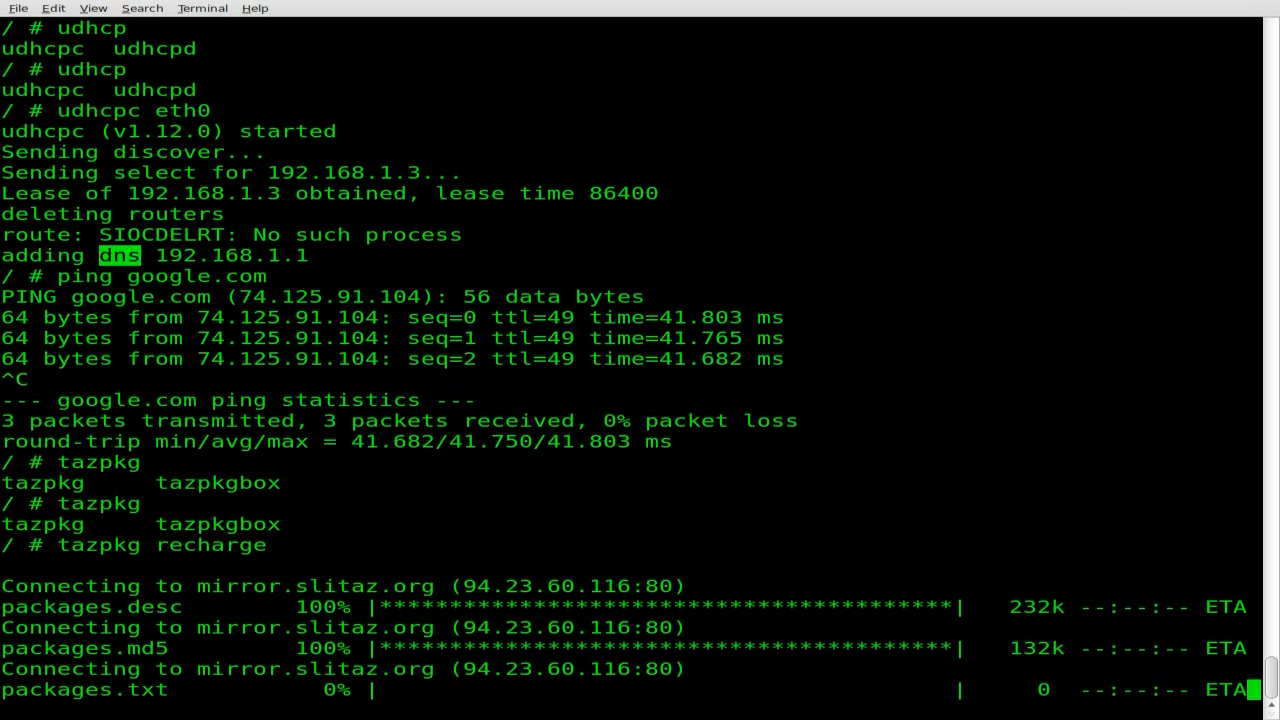 File Edit View Search Terminal Help
/ # udhcp
udhcpc  udhcpd
/ # udhcp
udhcpc  udhcpd
/ # udhcpc eth0
udhcpc (v1.12.0) started
Sending discover...
Sending select for 192.168.1.3...
Lease of 192.168.1.3 obtained, lease time 86400
deleting routers
route: SIOCDELRT: No such process
adding dns 192.168.1.1
/ # ping google.com
PING google.com (74.125.91.104): 56 data bytes
64 bytes from 74.125.91.104: seq=0 ttl=49 time=41.803 ms
64 bytes from 74.125.91.104: seq=1 ttl=49 time=41.765 ms
64 bytes from 74.125.91.104: seq=2 ttl=49 time=41.682 ms
^C
--- google.com ping statistics ---
3 packets transmitted, 3 packets received, 0% packet loss
round-trip min/avg/max = 41.682/41.750/41.803 ms
/ # tazpkg
tazpkg     tazpkgbox
/ # tazpkg
tazpkg     tazpkgbox
/ # tazpkg recharge
Connecting to mirror.slitaz.org (94.23.60.116:80)
packages.desc        100% |*****************************************|   232k --:--:-- ETA
Connecting to mirror.slitaz.org (94.23.60.116:80)
packages.md5         100% |*****************************************|   132k --:--:-- ETA
Connecting to mirror.slitaz.org (94.23.60.116:80)
packages.txt           0% |                                         |     0  --:--:-- ETA